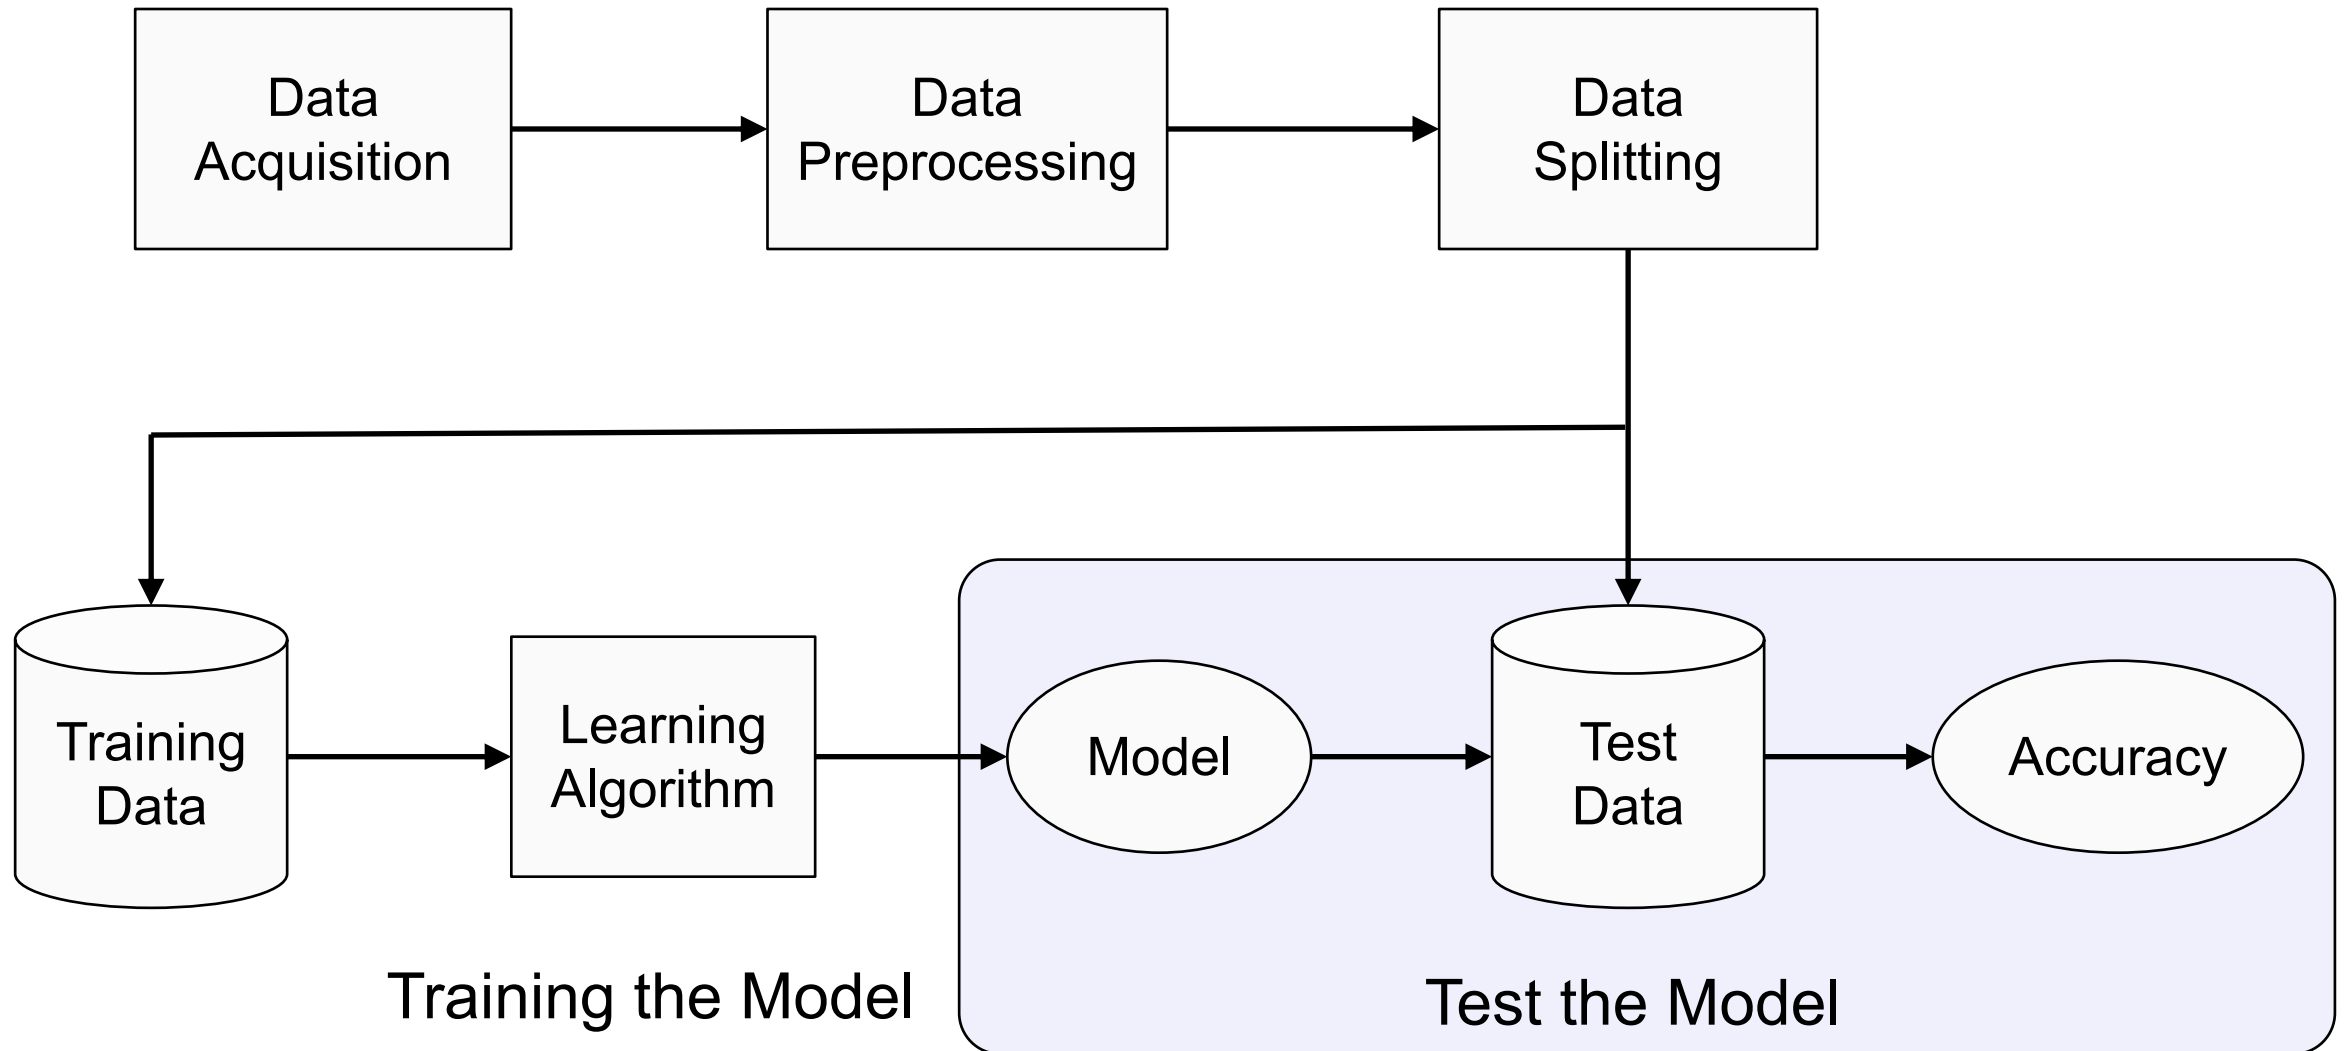 Data
Acquisition
Data
Preprocessing
Data
Splitting
Training
Data
Learning
Algorithm
Model
Test
Data
Accuracy
Training the Model
Test the Model